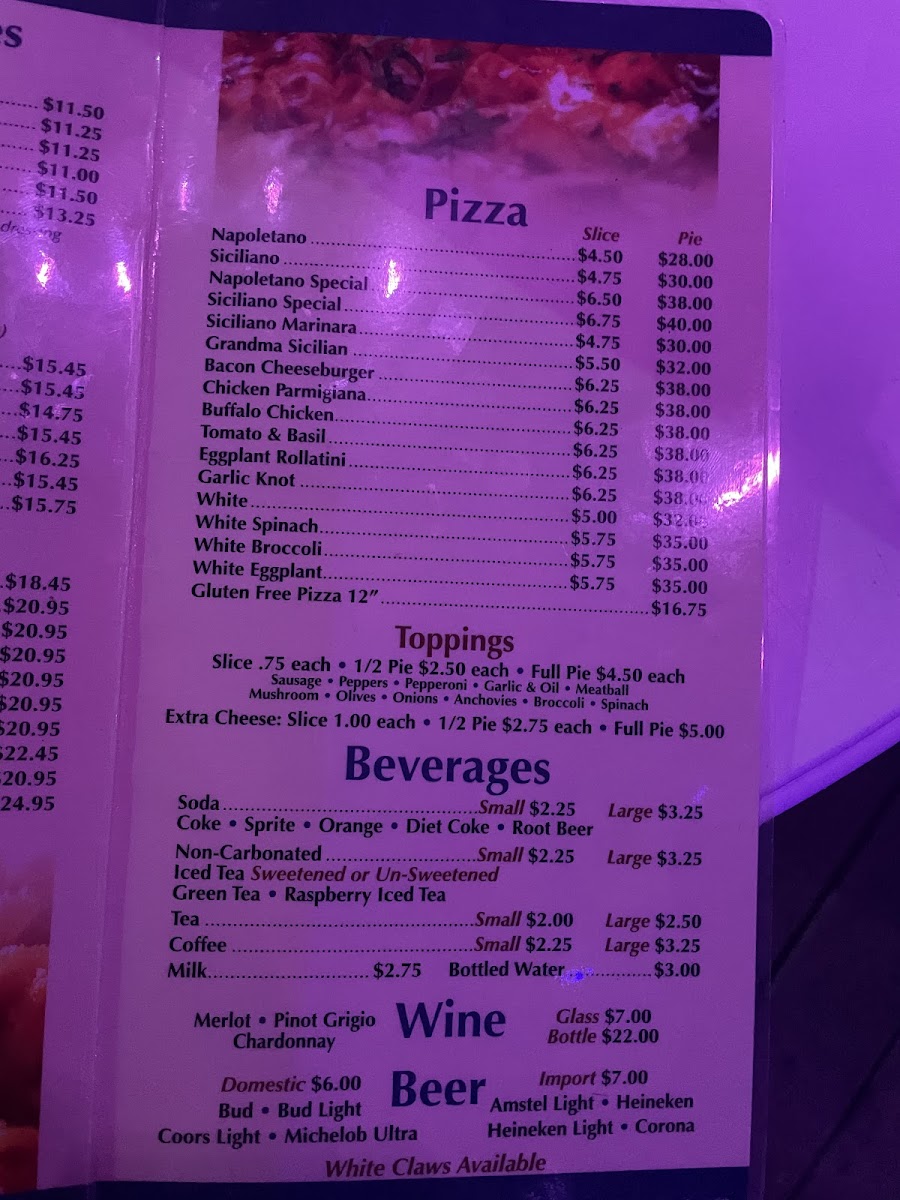 es
$11.50
$11.25
$11.25
$11.00
$11.50
$13.25
dressing
)
$15.45
$15.45
$14.75
$15.45
$16.25
$15.45
$15.75
$18.45
$20.95
$20.95
$20.95
$20.95
$20.95
$20.95
$22.45
$20.95
24.95
Pizza
Slice Pie
Napoletano $4.50 $28.00
Siciliano $4.75 $30.00
Napoletano Special $6.50 $38.00
Siciliano Special $6.75 $40.00
Siciliano Marinara $4.75 $30.00
Grandma Sicilian $5.50 $32.00
Bacon Cheeseburger $6.25 $38.00
Chicken Parmigiana $6.25 $38.00
Buffalo Chicken $6.25 $38.00
Tomato & Basil $6.25 $38.00
Eggplant Rollatini $6.25 $38.00
Garlic Knot $6.25 $38.00
White $5.00 $32.00
White Spinach $5.75 $35.00
White Broccoli $5.75 $35.00
White Eggplant $5.75 $35.00
Gluten Free Pizza 12" $16.75
Toppings
Slice .75 each • 1/2 Pie $2.50 each • Full Pie $4.50 each
Sausage • Peppers • Pepperoni • Garlic & Oil • Meatball
Mushroom • Olives • Onions • Anchovies • Broccoli • Spinach
Extra Cheese: Slice 1.00 each • 1/2 Pie $2.75 each • Full Pie $5.00
Beverages
Soda Small $2.25 Large $3.25
Coke • Sprite • Orange • Diet Coke • Root Beer
Non-Carbonated Small $2.25 Large $3.25
Iced Tea Sweetened or Un-Sweetened
Green Tea • Raspberry Iced Tea
Tea Small $2.00 Large $2.50
Coffee Small $2.25 Large $3.25
Milk $2.75 Bottled Water $3.00
Wine
Merlot • Pinot Grigio
Chardonnay
Glass $7.00
Bottle $22.00
Beer
Domestic $6.00
Bud • Bud Light
Coors Light • Michelob Ultra
Import $7.00
Amstel Light • Heineken
Heineken Light • Corona
White Claws Available